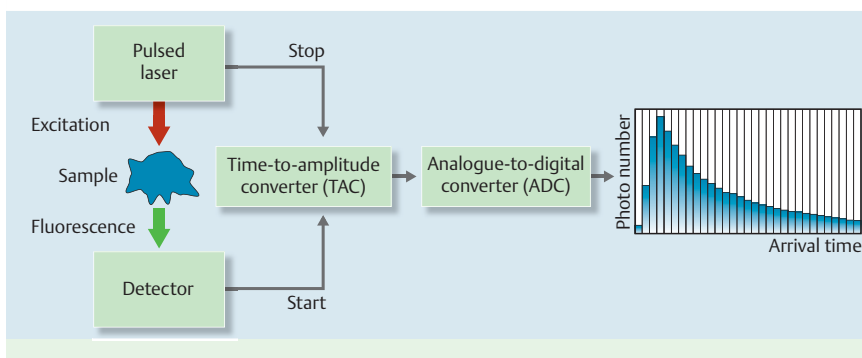 Pulsed
laser
Stop
Excitation
Sample
Time-to-amplitude
converter (TAC)
Analogue-to-digital
converter (ADC)
Photo number
Arrival time
Fluorescence
Detector
Start